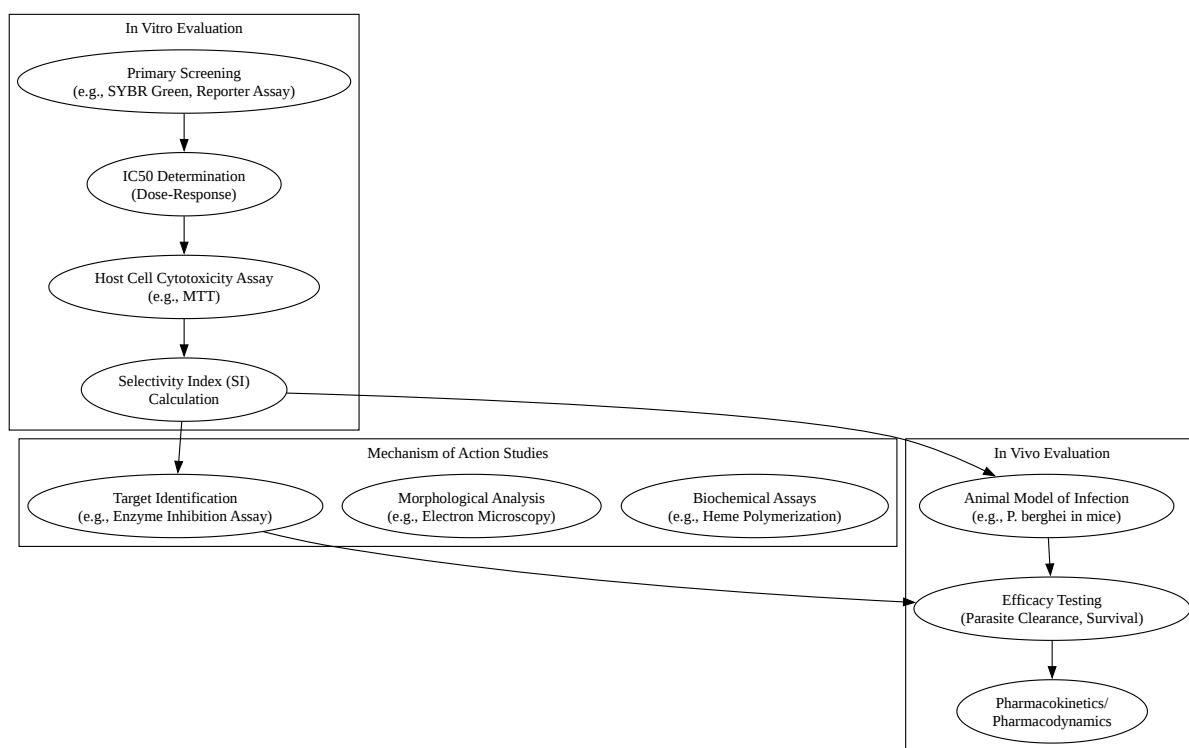 In Vitro Evaluation
Primary Screening
(e.g., SYBR Green, Reporter Assay)
IC50 Determination
(Dose-Response)
Host Cell Cytotoxicity Assay
(e.g., MTT)
Selectivity Index (SI)
Calculation
Mechanism of Action Studies
Target Identification
(e.g., Enzyme Inhibition Assay)
Morphological Analysis
(e.g., Electron Microscopy)
Biochemical Assays
(e.g., Heme Polymerization)
In Vivo Evaluation
Animal Model of Infection
(e.g., P. berghei in mice)
Efficacy Testing
(Parasite Clearance, Survival)
Pharmacokinetics/
Pharmacodynamics